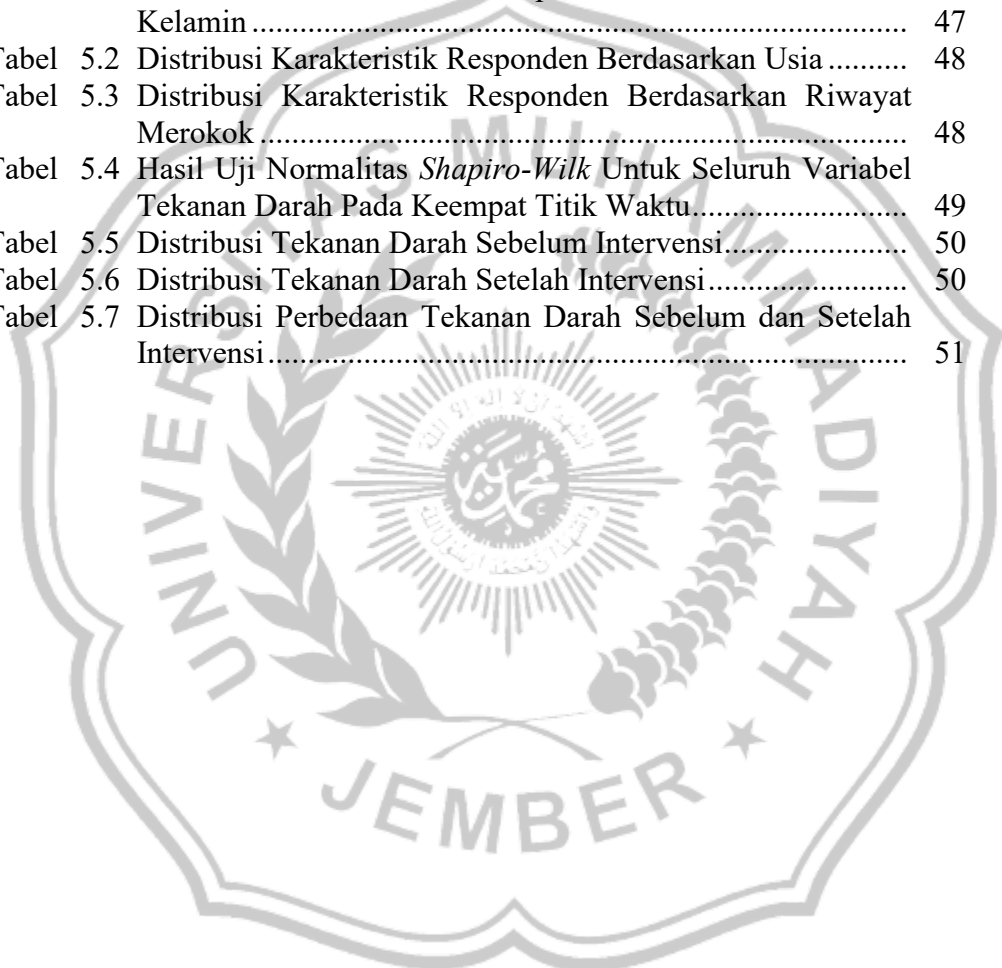 Kelamin ........................................................................ 47
Tabel 5.2 Distribusi Karakteristik Responden Berdasarkan Usia .......... 48
Tabel 5.3 Distribusi Karakteristik Responden Berdasarkan Riwayat
Merokok ....................................................................... 48
Tabel 5.4 Hasil Uji Normalitas Shapiro-Wilk Untuk Seluruh Variabel
Tekanan Darah Pada Keempat Titik Waktu........................ 49
Tabel 5.5 Distribusi Tekanan Darah Sebelum Intervensi..................... 50
Tabel 5.6 Distribusi Tekanan Darah Setelah Intervensi....................... 50
Tabel 5.7 Distribusi Perbedaan Tekanan Darah Sebelum dan Setelah
Intervensi....................................................................... 51
UNIVERSITAS MUHAMMADIYAH
JEMBER